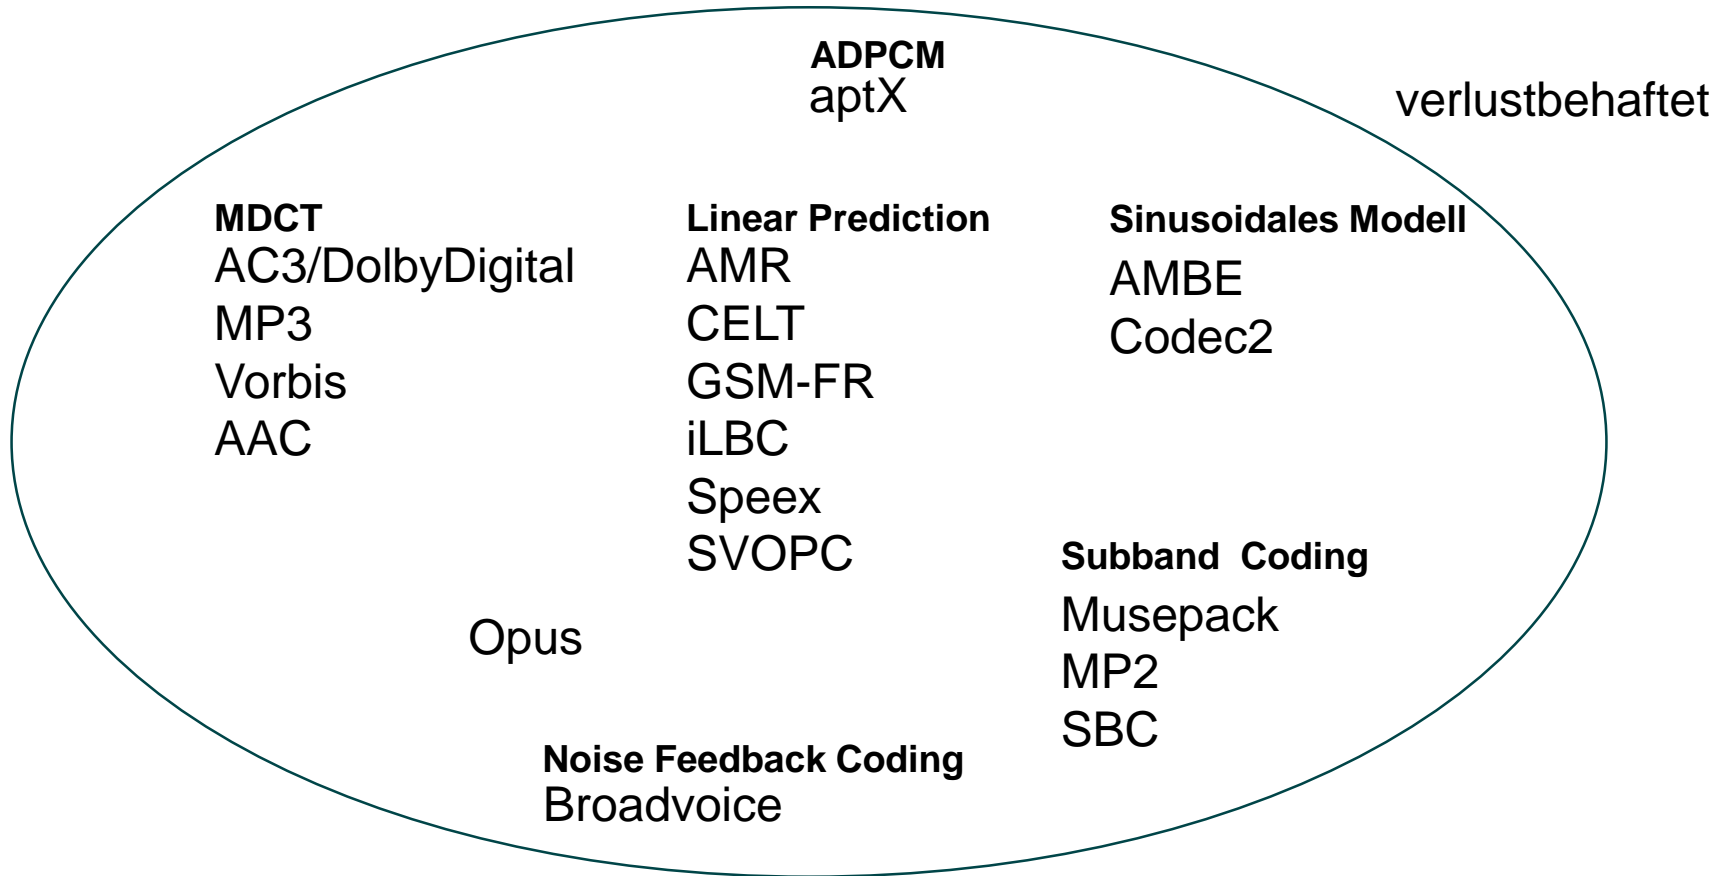 ADPCM
aptX
verlustbehaftet
MDCT
AC3/DolbyDigital
MP3
Vorbis
AAC
Linear Prediction
AMR
CELT
GSM-FR
iLBC
Speex
SVOPC
Sinusoidales Modell
AMBE
Codec2
Subband Coding
Musepack
MP2
SBC
Opus
Noise Feedback Coding
Broadvoice